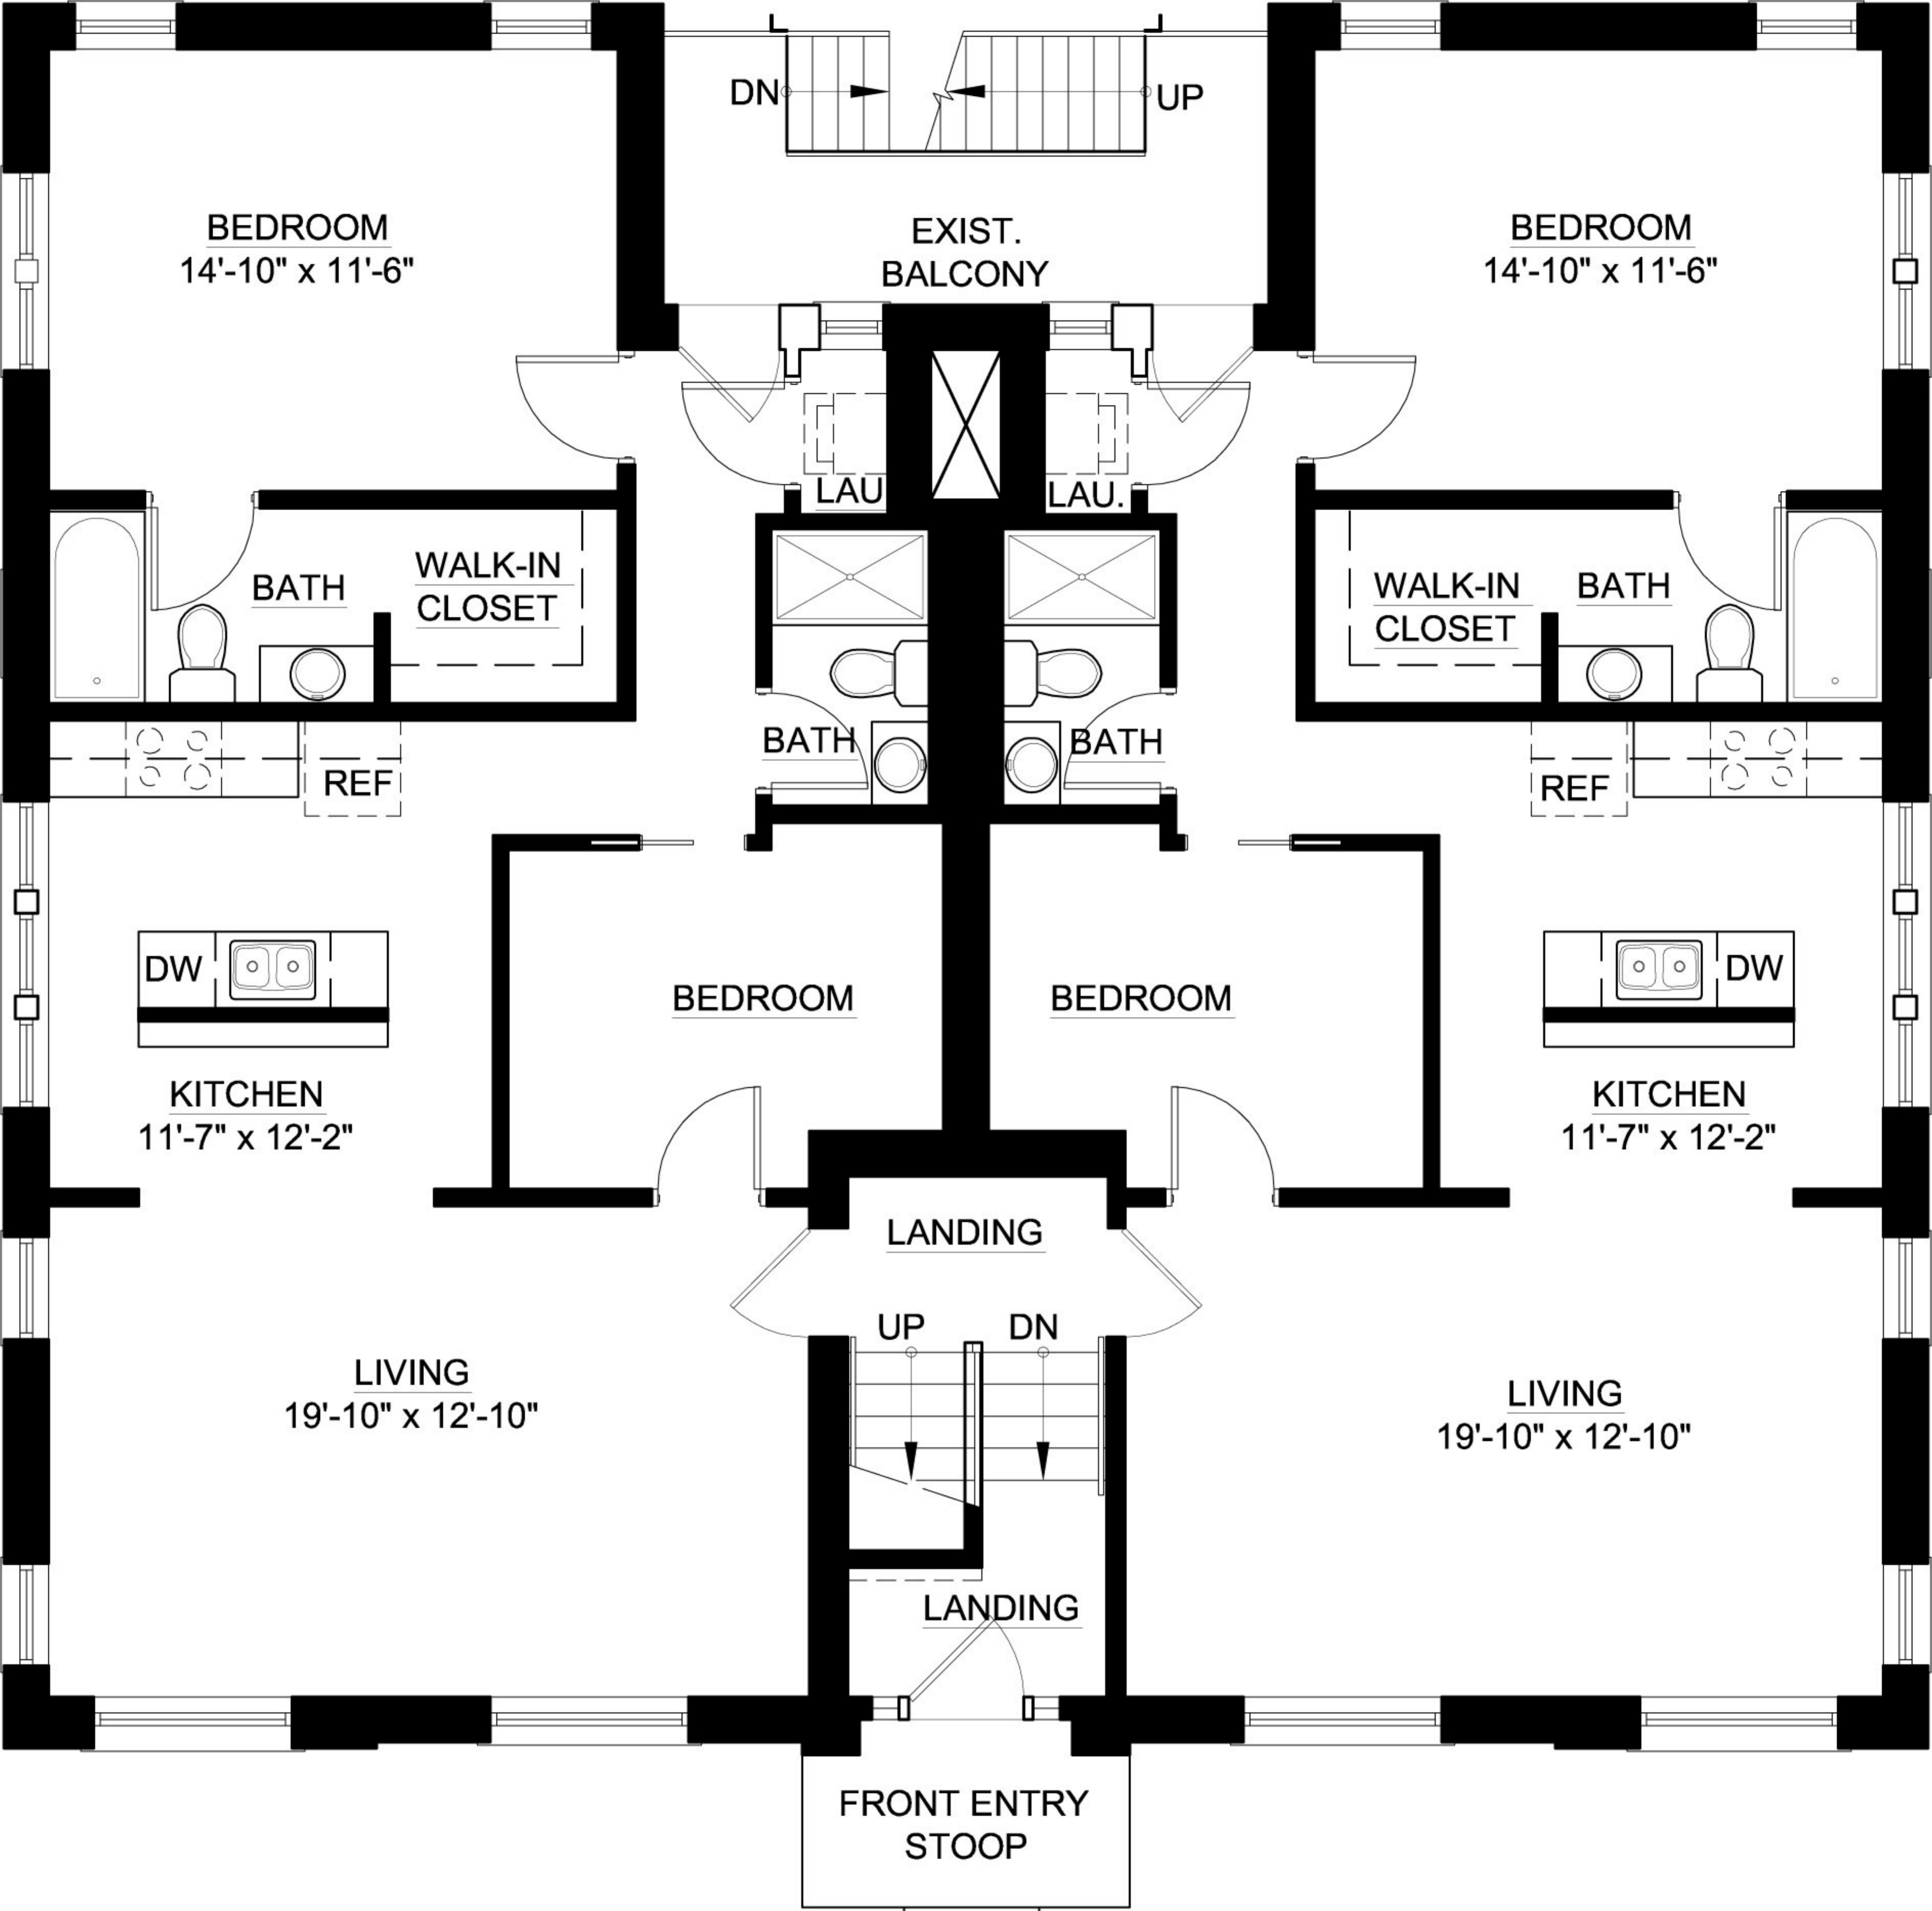 DN
UP
BEDROOM
14'-10" x 11'-6"
EXIST.
BALCONY
BEDROOM
14'-10" x 11'-6"
LAU
LAU.
BATH
WALK-IN
CLOSET
WALK-IN
CLOSET
BATH
BATH
BATH
REF
REF
DW
BEDROOM
BEDROOM
DW
KITCHEN
11'-7" x 12'-2"
KITCHEN
11'-7" x 12'-2"
LANDING
UP
DN
LIVING
19'-10" x 12'-10"
LIVING
19'-10" x 12'-10"
LANDING
FRONT ENTRY
STOOP